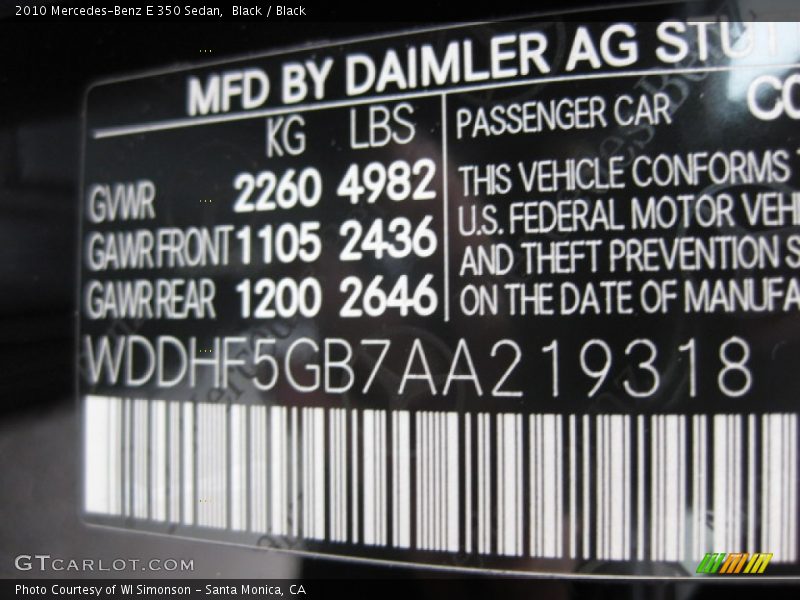 2010 Mercedes-Benz E 350 Sedan,  Black / Black
MFD BY DAIMLER AG
KG LBS
GVWR 2260 4982
GAWR FRONT 1105 2436
GAWR REAR 1200 2646
PASSENGER CAR
THIS VEHICLE CONFORMS
U.S. FEDERAL MOTOR
AND THEFT PREVENTION
ON THE DATE OF
WDDHF5GB7AA219318
GTCARLOT.COM
Photo Courtesy of WI Simonson - Santa Monica, CA